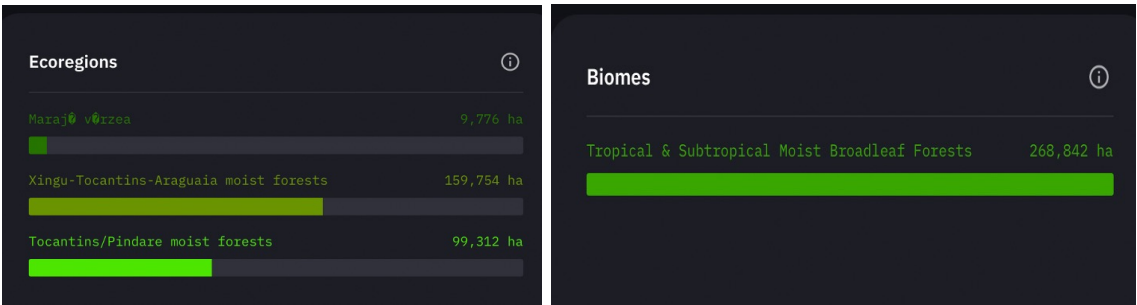 Ecoregions
Maraj� v�rzea 9,776 ha
Xingu-Tocantins-Araguaia moist forests 159,754 ha
Tocantins/Pindare moist forests 99,312 ha
Biomes
Tropical & Subtropical Moist Broadleaf Forests 268,842 ha